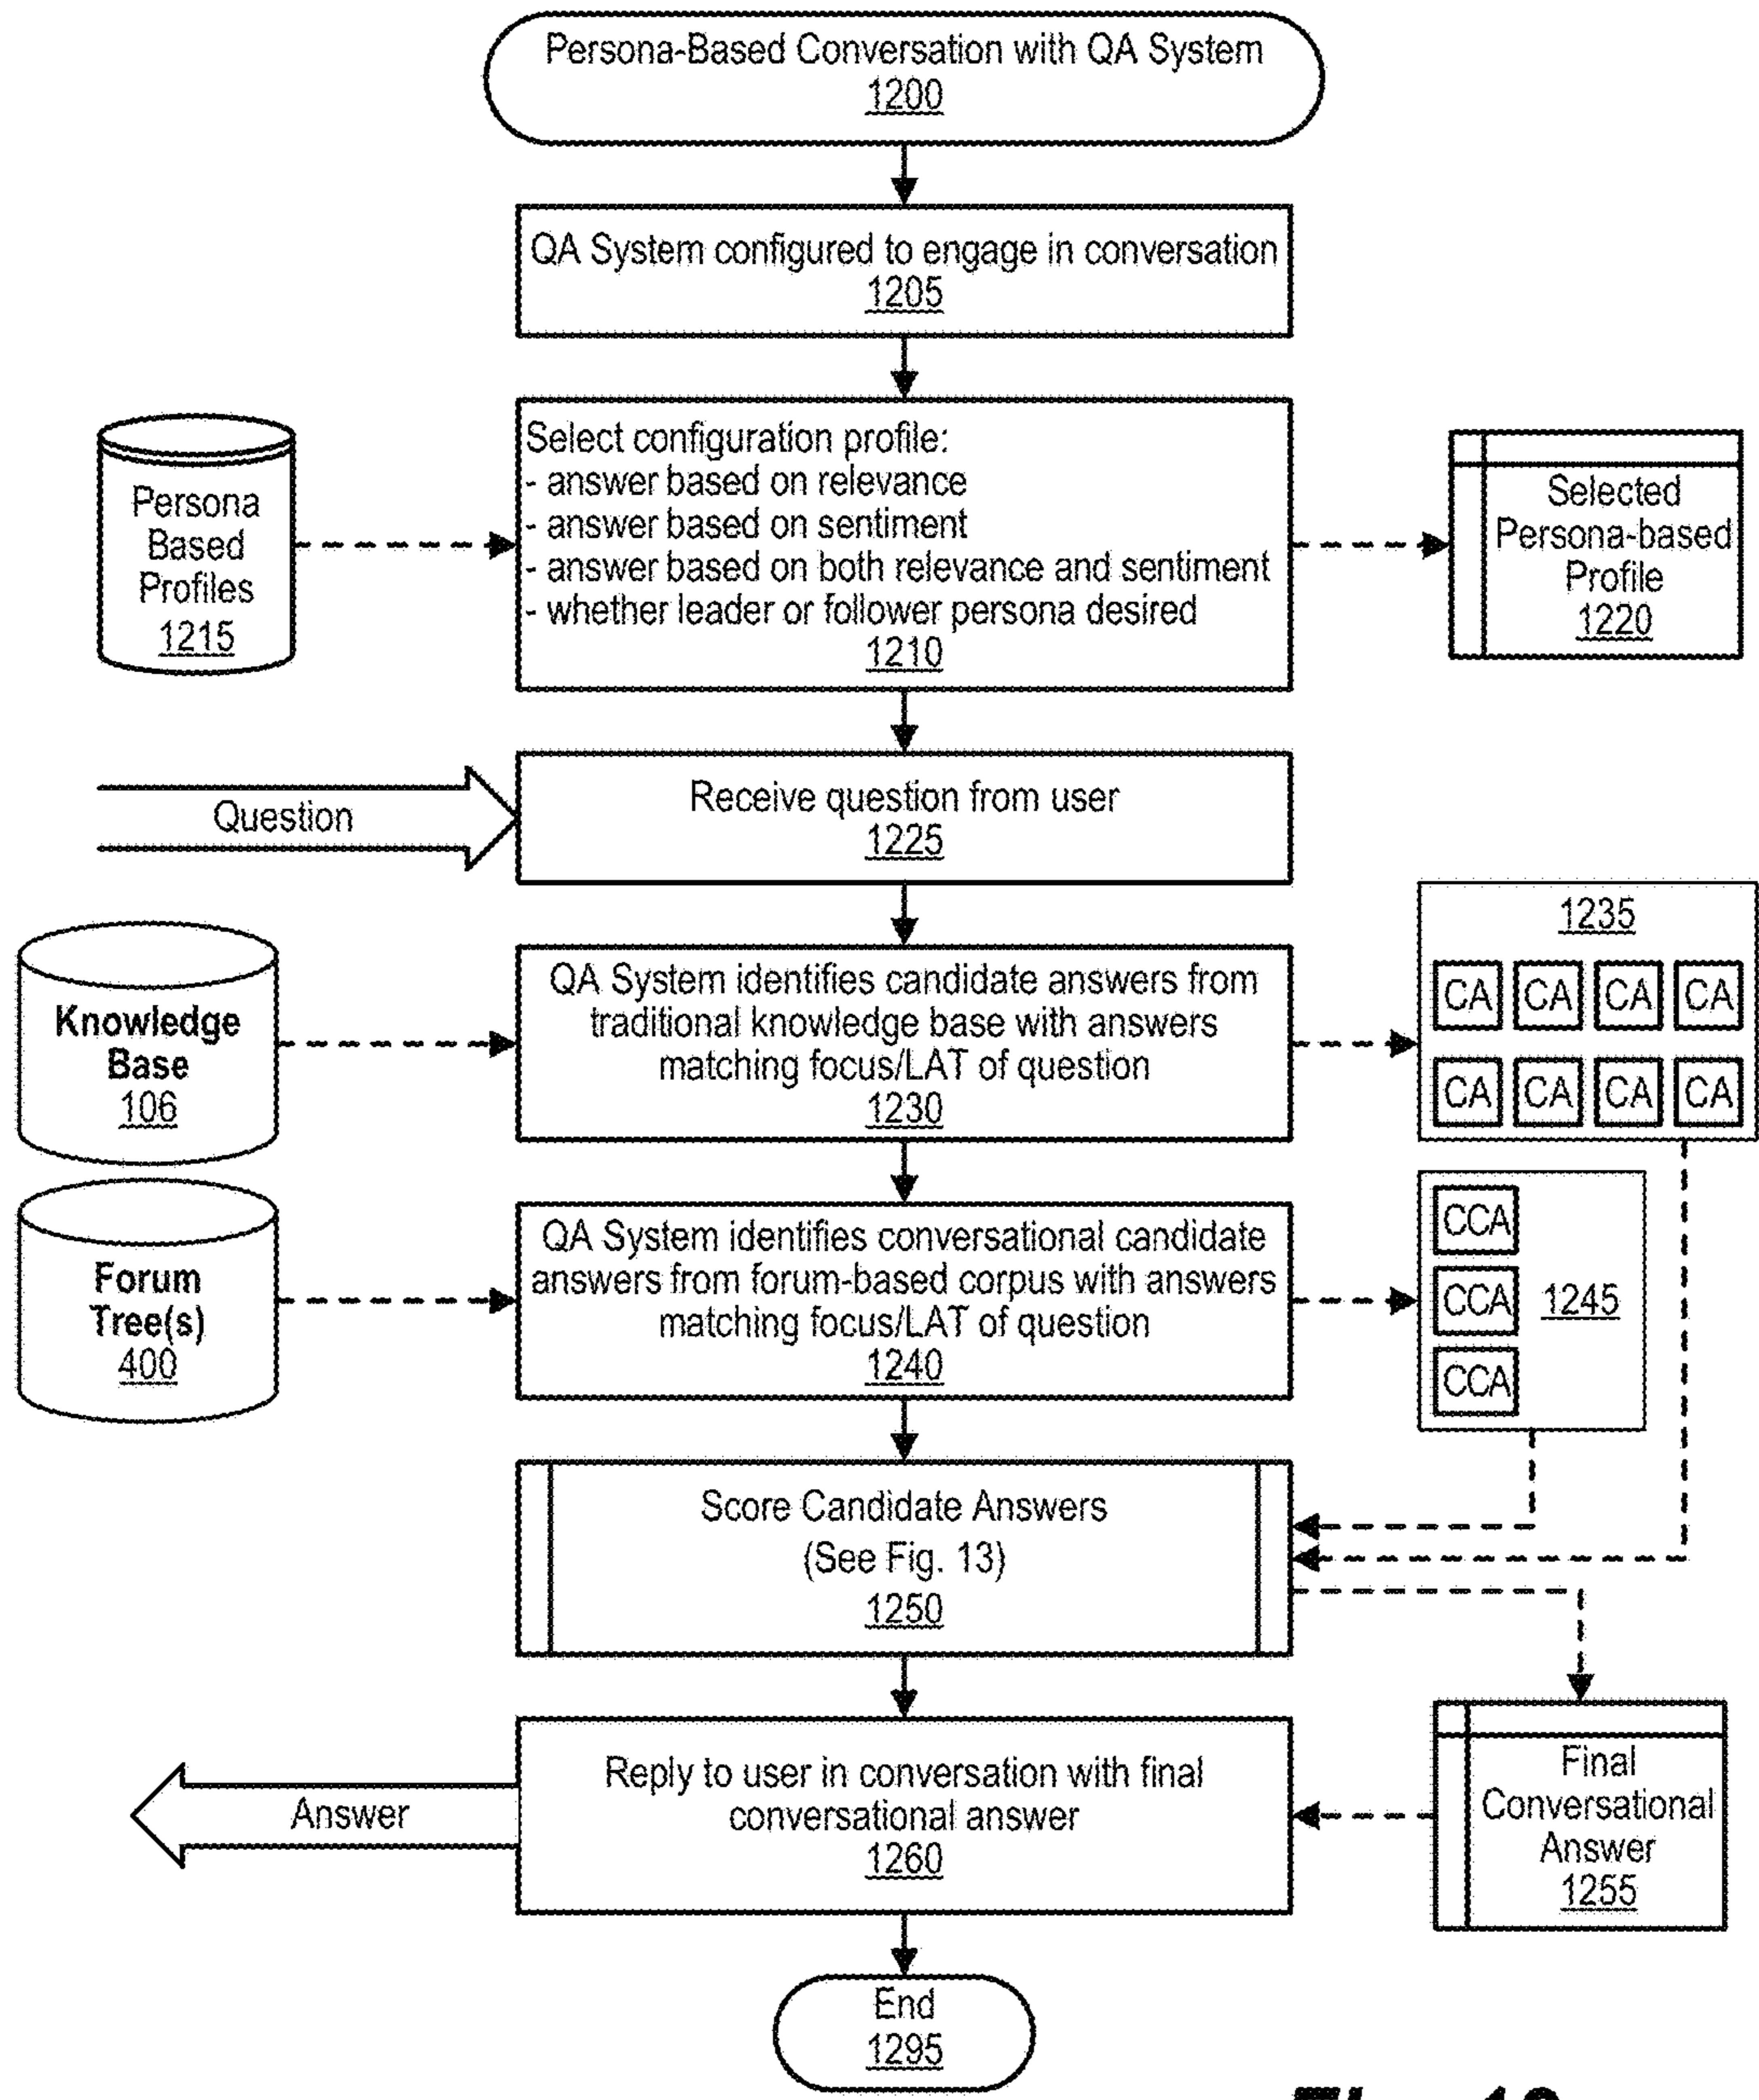 Persona-Based Conversation with QA System
1200
QA System configured to engage in conversation
1205
Persona
Based
Profiles
1215
Select configuration profile:
- answer based on relevance
- answer based on sentiment
- answer based on both relevance and sentiment
- whether leader or follower persona desired
1210
Selected
Persona-based
Profile
1220
Question
Receive question from user
1225
Knowledge
Base
106
QA System identifies candidate answers from
traditional knowledge base with answers
matching focus/LAT of question
1230
1235
CA CA CA CA
CA CA CA CA
Forum
Tree(s)
400
QA System identifies conversational candidate
answers from forum-based corpus with answers
matching focus/LAT of question
1240
CCA
CCA
CCA
1245
Score Candidate Answers
(See Fig. 13)
1250
Answer
Reply to user in conversation with final
conversational answer
1260
Final
Conversational
Answer
1255
End
1295